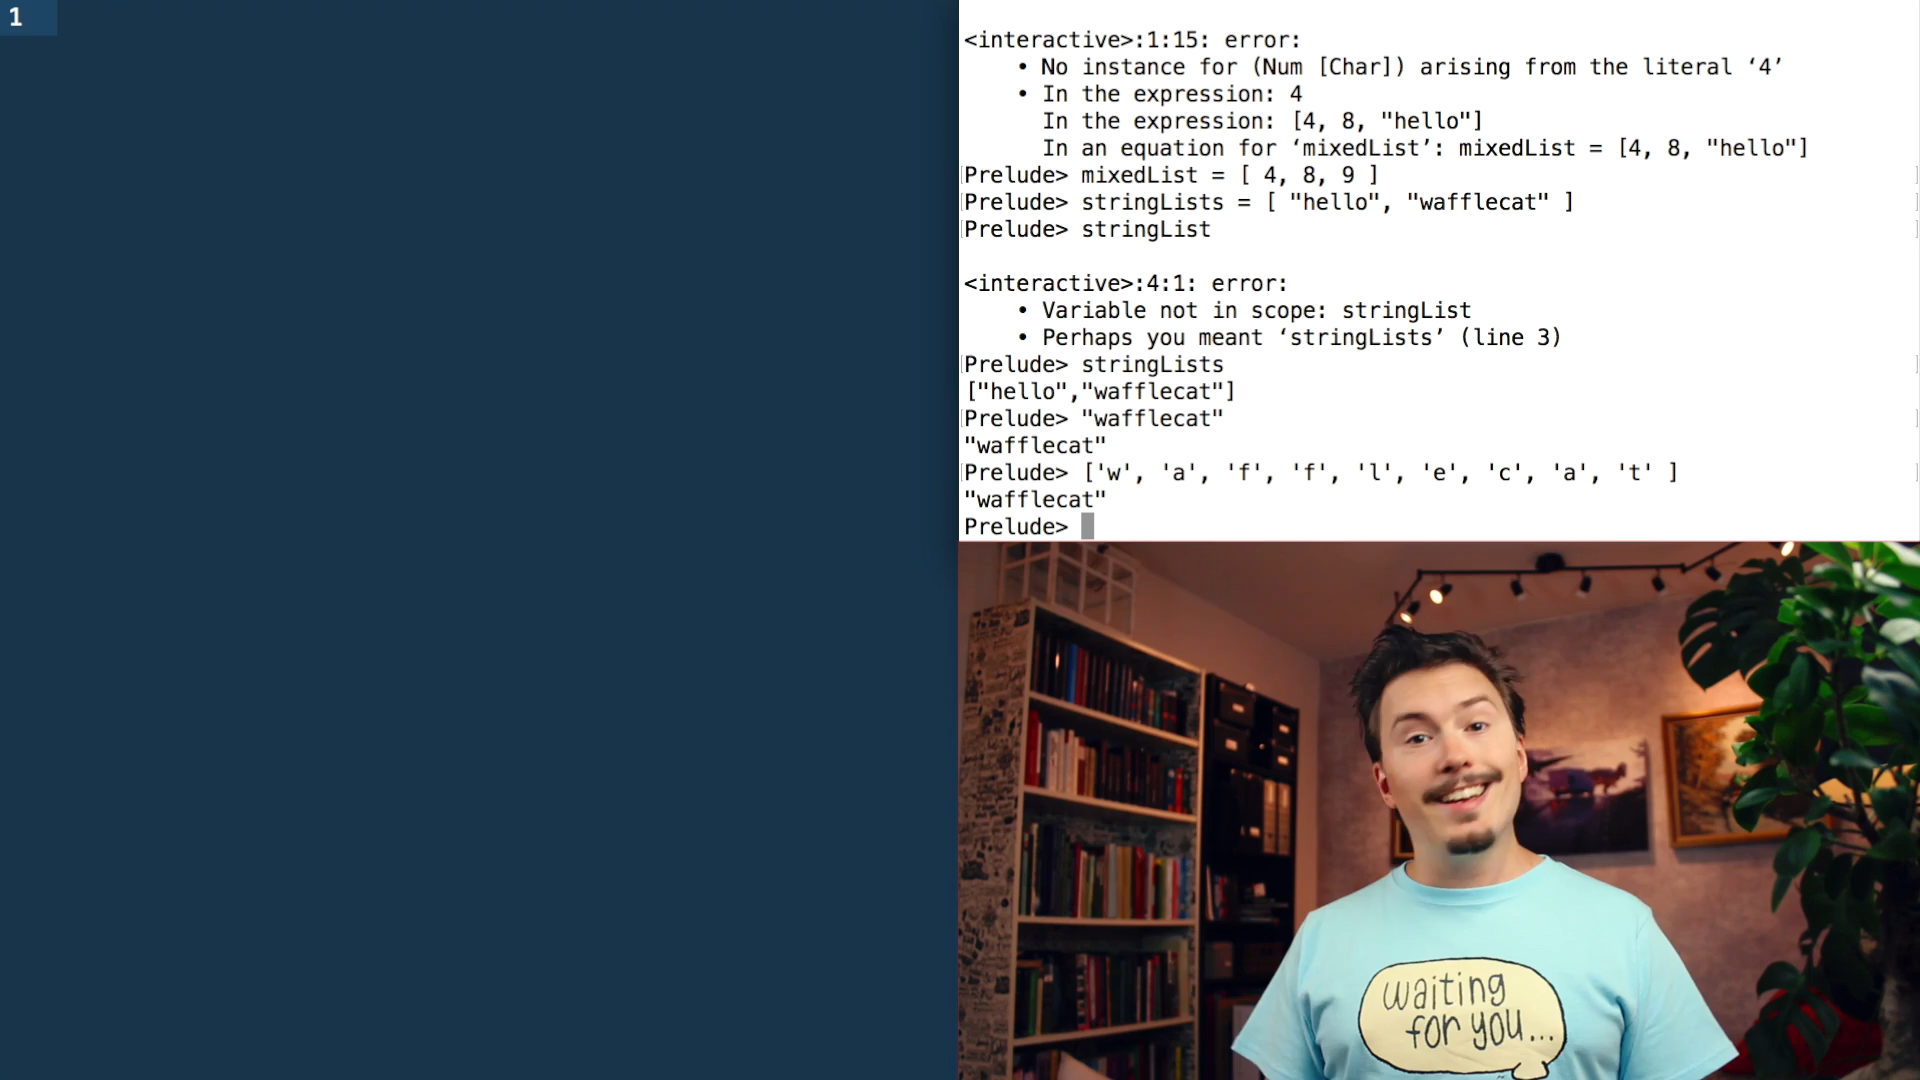 1
<interactive>:1:15: error:
• No instance for (Num [Char]) arising from the literal ‘4’
• In the expression: 4
In the expression: [4, 8, "hello"]
In an equation for ‘mixedList’: mixedList = [4, 8, "hello"]
Prelude> mixedList = [ 4, 8, 9 ]
Prelude> stringLists = [ "hello", "wafflecat" ]
Prelude> stringList
<interactive>:4:1: error:
• Variable not in scope: stringList
• Perhaps you meant ‘stringLists’ (line 3)
Prelude> stringLists
["hello","wafflecat"]
Prelude> "wafflecat"
"wafflecat"
Prelude> ['w', 'a', 'f', 'f', 'l', 'e', 'c', 'a', 't' ]
"wafflecat"
Prelude>
waiting
for you...